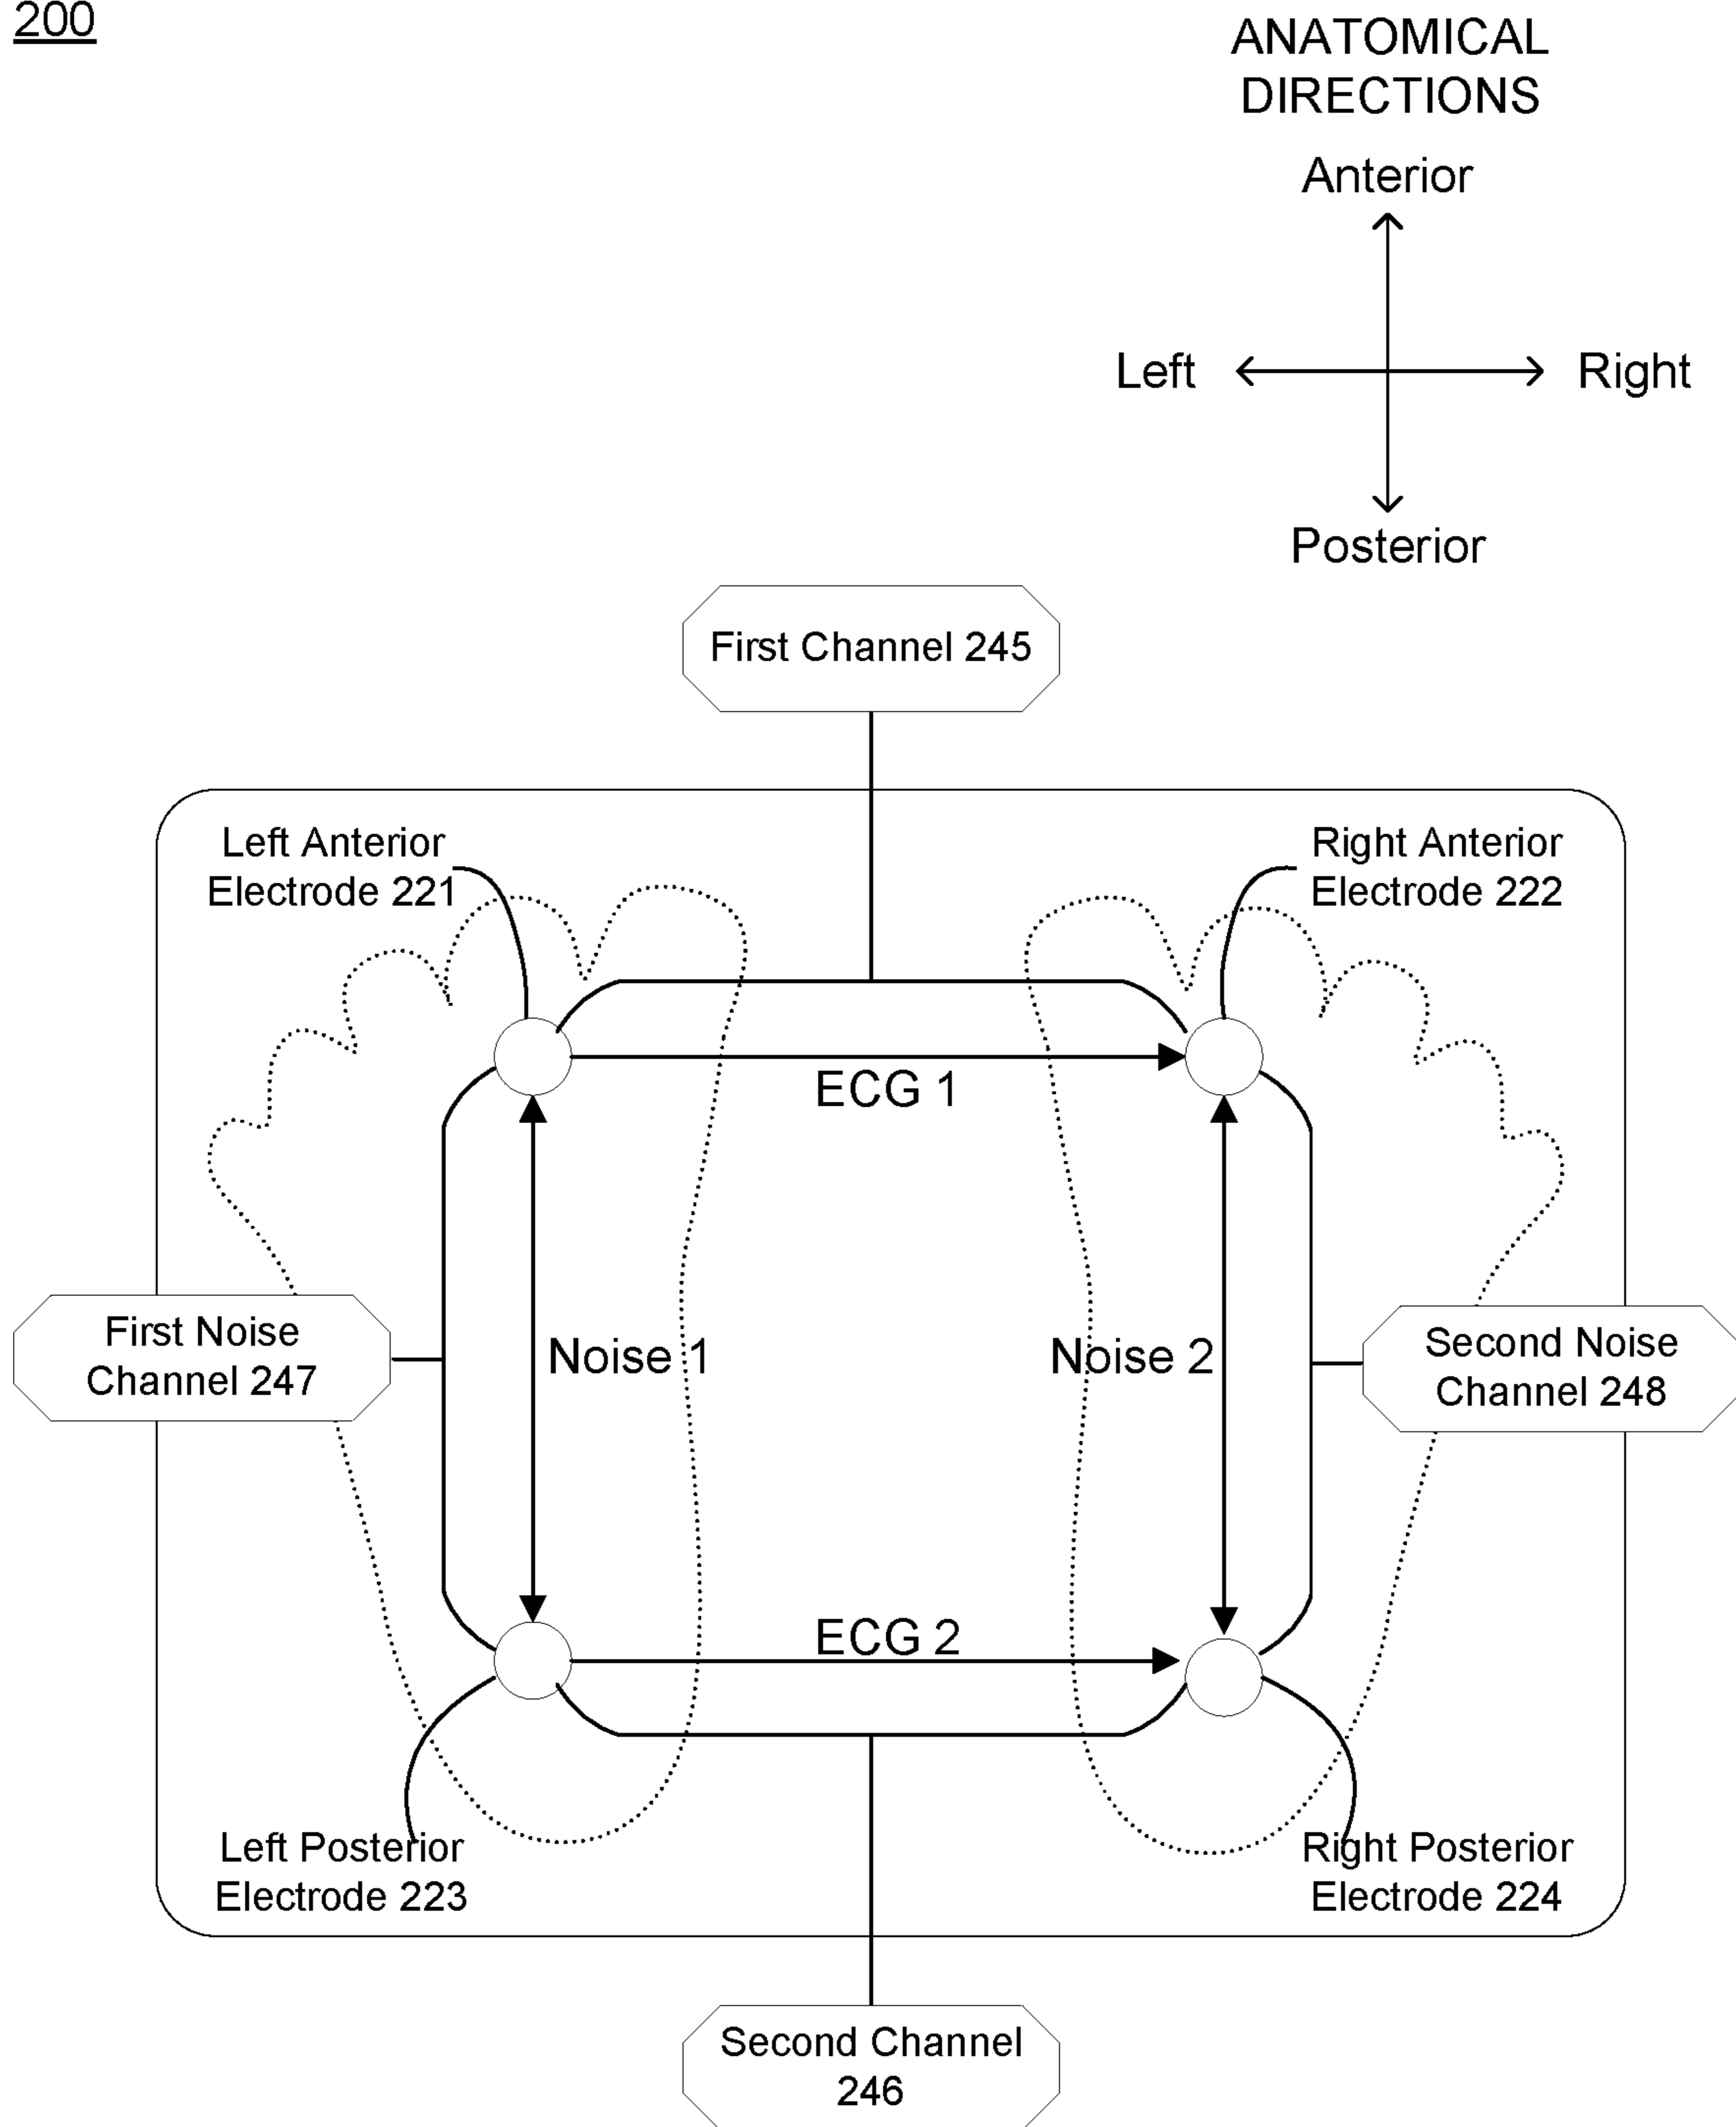 200
ANATOMICAL
DIRECTIONS
Anterior
Left
Right
Posterior
First Channel 245
Left Anterior
Electrode 221
Right Anterior
Electrode 222
ECG 1
First Noise
Channel 247
Noise 1
Noise 2
Second Noise
Channel 248
ECG 2
Left Posterior
Electrode 223
Right Posterior
Electrode 224
Second Channel
246